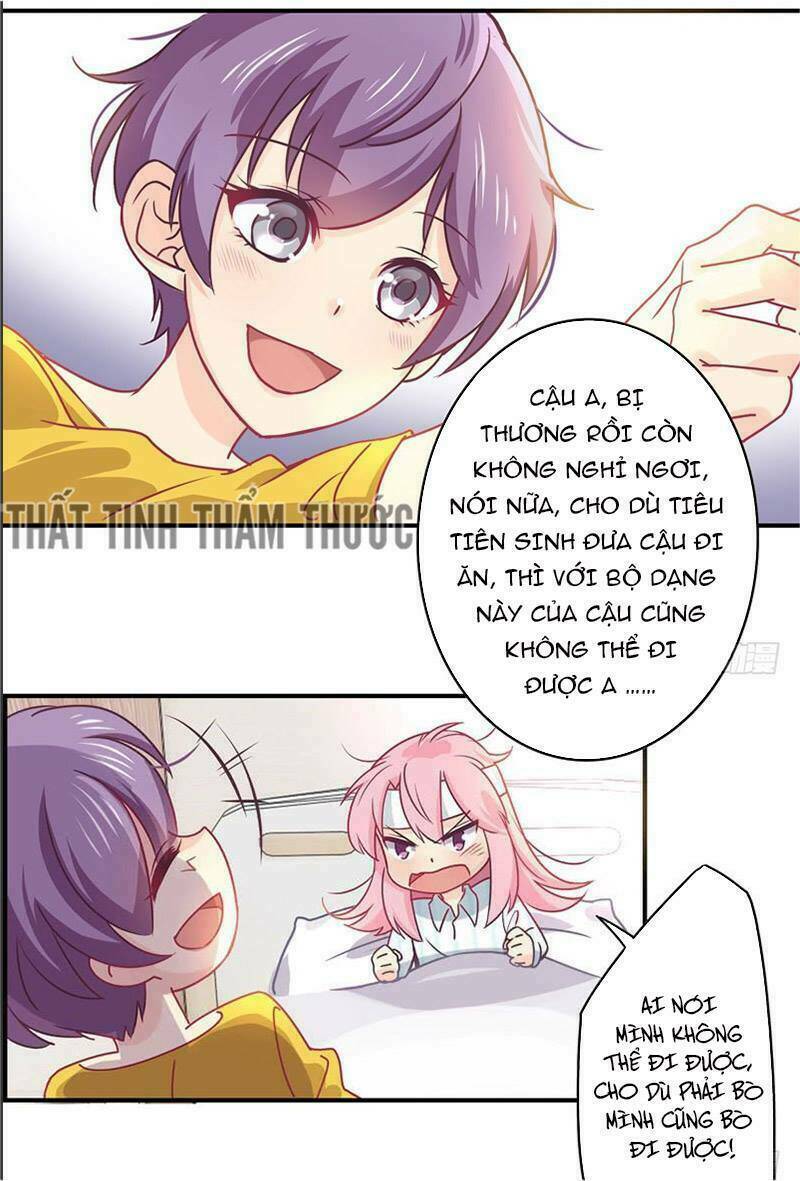 CẬU A, BỊ
THƯƠNG RỒI CÒN
KHÔNG NGHỈ NGƠI,
NÓI NỮA, CHO DÙ TIÊU
TIÊN SINH ĐƯA CẬU ĐI
ĂN, THÌ VỚI BỘ DẠNG
NÀY CỦA CẬU CŨNG
KHÔNG THỂ ĐI
ĐƯỢC A ......
THẤT TINH THẨM THƯỚC
AI NÓI
MÌNH KHÔNG
THỂ ĐI ĐƯỢC,
CHO DÙ PHẢI BÒ
MÌNH CŨNG BÒ
ĐI ĐƯỢC!